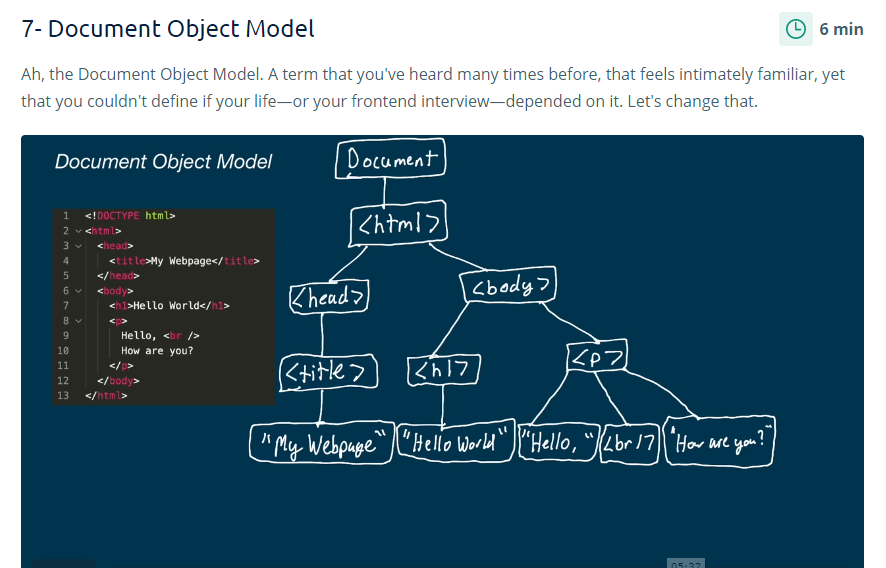 7- Document Object Model
6 min
Ah, the Document Object Model. A term that you've heard many times before, that feels intimately familiar, yet
that you couldn't define if your life—or your frontend interview—depended on it. Let's change that.
Document Object Model
1 <!DOCTYPE html>
2 <html>
3 <head>
4 <title>My Webpage</title>
5 </head>
6 <body>
7 <h1>Hello World</h1>
8 <p>
9 Hello, <br />
10 How are you?
11 </p>
12 </body>
13 </html>
Document
<html>
<head>
<body>
<title>
<h1>
<p>
"My Webpage"
"Hello World"
"Hello, "
<br/>
"How are you?"
05:32